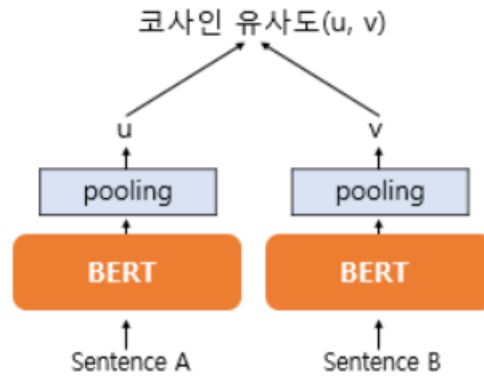 코사인 유사도(u, v)
u v
pooling pooling
BERT BERT
Sentence A Sentence B